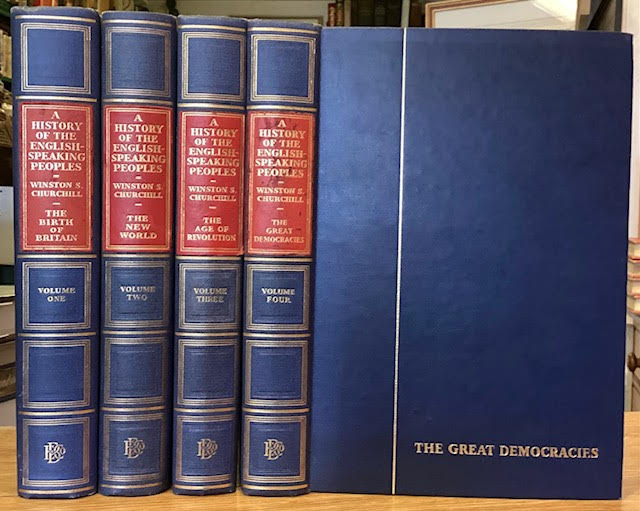 A
HISTORY
OF THE
ENGLISH-
SPEAKING
PEOPLES
WINSTON S.
CHURCHILL
THE BIRTH
OF
BRITAIN
VOLUME
ONE
A
HISTORY
OF THE
ENGLISH-
SPEAKING
PEOPLES
WINSTON S.
CHURCHILL
THE
NEW
WORLD
VOLUME
TWO
A
HISTORY
OF THE
ENGLISH-
SPEAKING
PEOPLES
WINSTON S.
CHURCHILL
THE
AGE OF
REVOLUTION
VOLUME
THREE
A
HISTORY
OF THE
ENGLISH-
SPEAKING
PEOPLES
WINSTON S.
CHURCHILL
THE
GREAT
DEMOCRACIES
VOLUME
FOUR
THE GREAT DEMOCRACIES